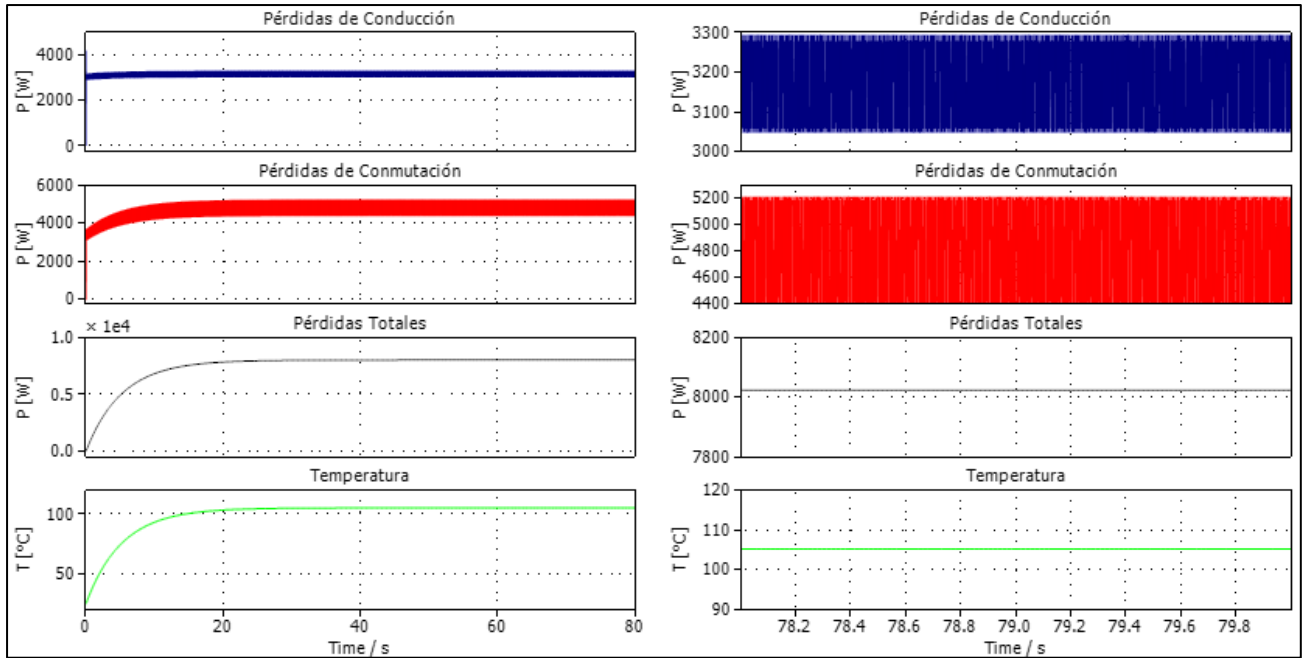 Pérdidas de Conducción
P [W]
4000
2000
0
Pérdidas de Conmutación
P [W]
6000
4000
2000
0
Pérdidas Totales
× 1e4
P [W]
1.0
0.5
0.0
Temperatura
T [ºC]
100
50
0 20 40 60 80
Time / s
Pérdidas de Conducción
P [W]
3300
3200
3100
3000
Pérdidas de Conmutación
P [W]
5200
5000
4800
4600
4400
Pérdidas Totales
P [W]
8200
8000
7800
Temperatura
T [ºC]
120
110
100
90
78.2 78.4 78.6 78.8 79.0 79.2 79.4 79.6 79.8
Time / s